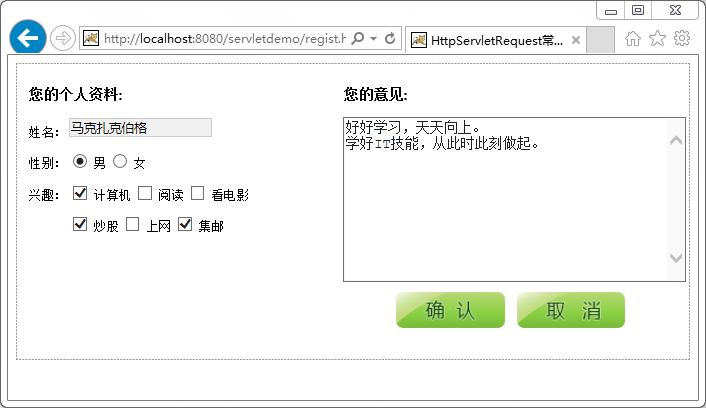 http://localhost:8080/servletdemo/regist.h
HttpServletRequest常...
您的个人资料:
姓名: 马克扎克伯格
性别: 男 女
兴趣: 计算机 阅读 看电影
炒股 上网 集邮
您的意见:
好好学习，天天向上。
学好IT技能，从此时此刻做起。
确 认 取 消